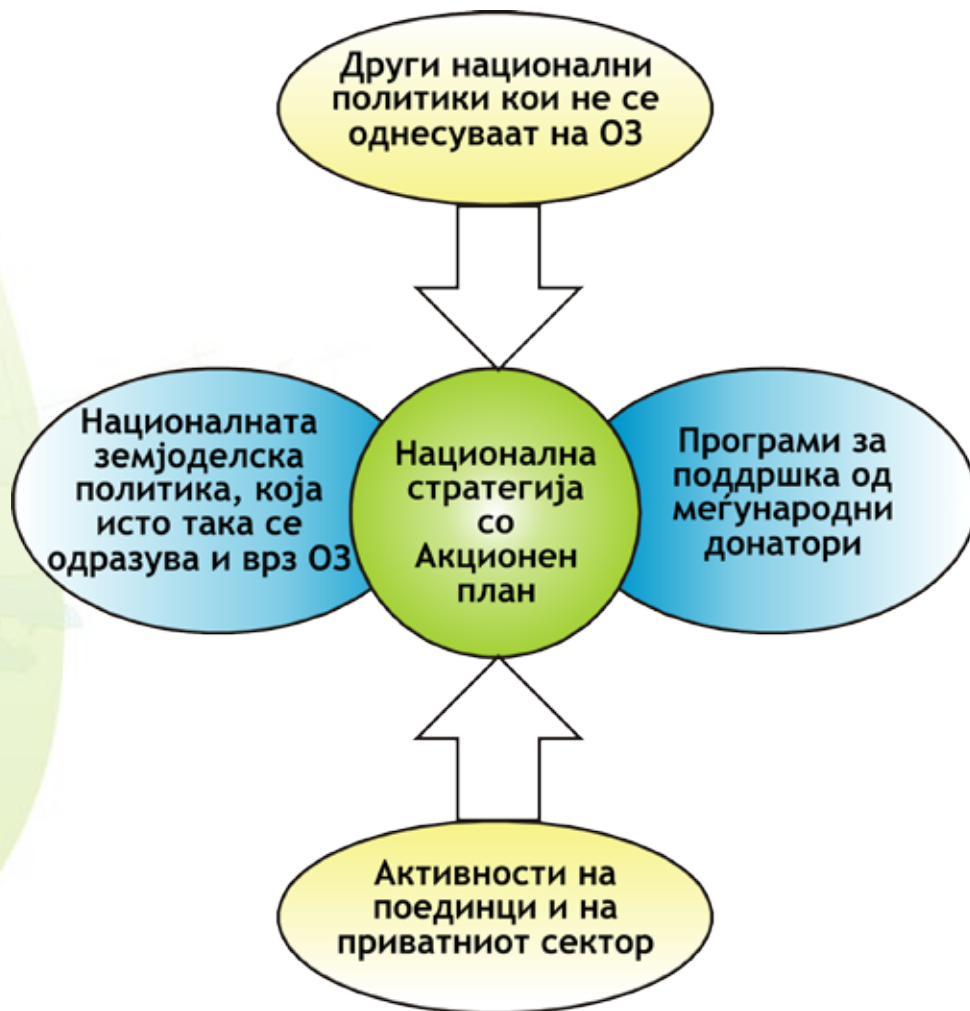 Други национални
политики кои не се
однесуваат на ОЗ
Националната
земјоделска
политика, која
исто така се
одразува и врз ОЗ
Национална
стратегија
со
Акционен
план
Програми за
поддршка од
меѓународни
донатори
Активности на
поединци и на
приватниот сектор